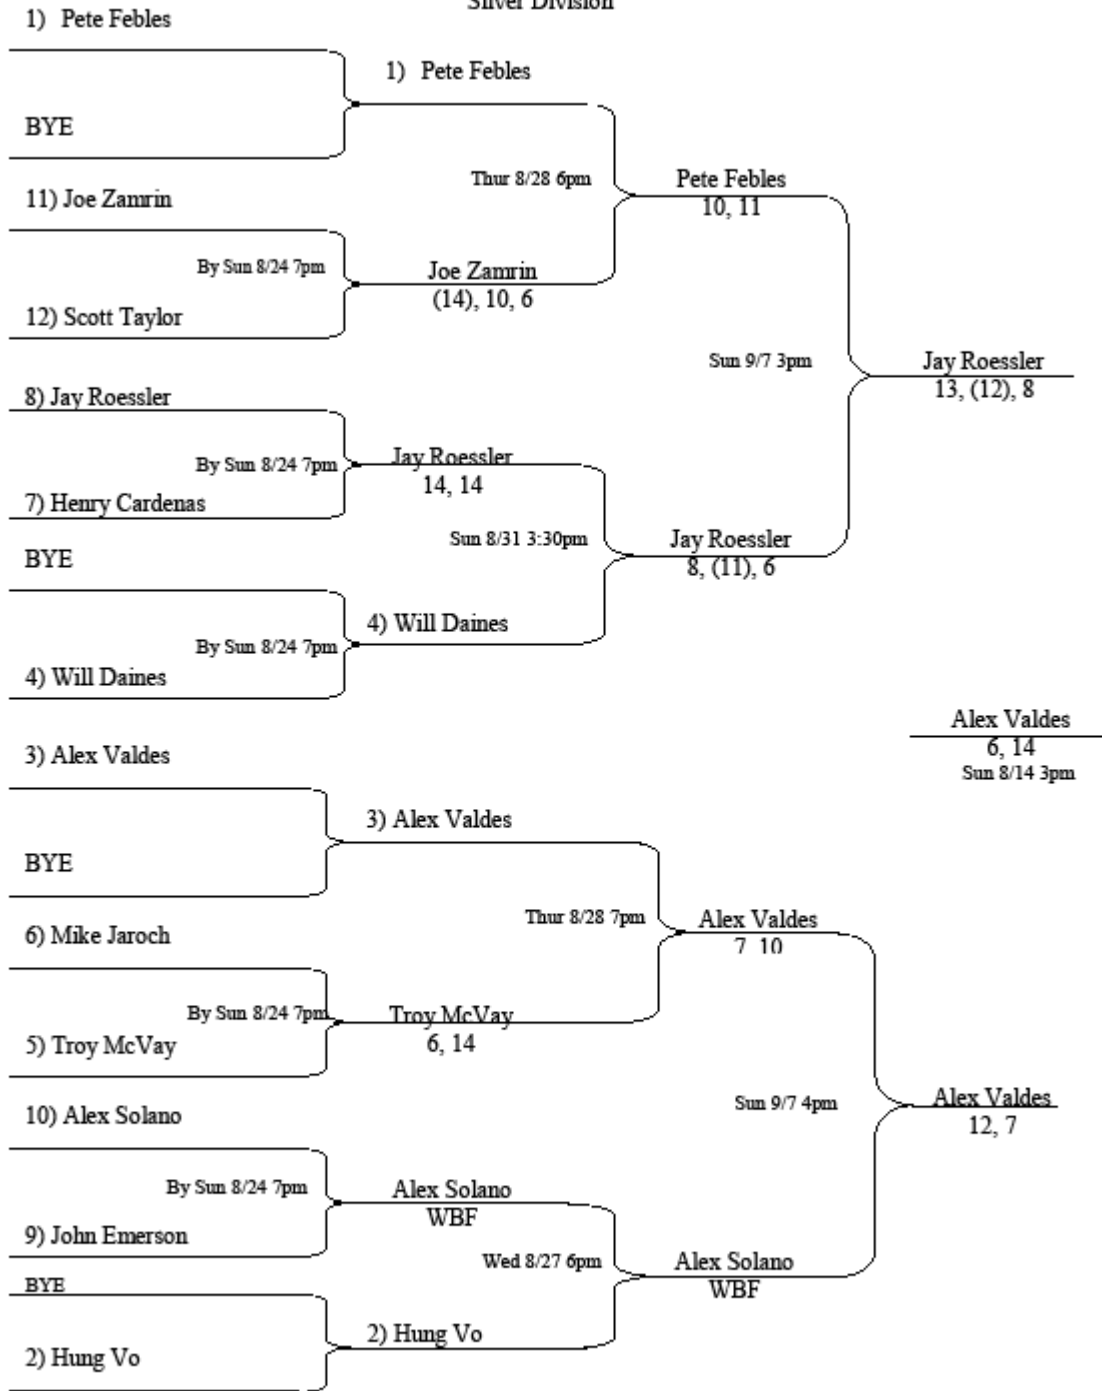 Silver Division
1) Pete Febles
1) Pete Febles
BYE
Thur 8/28 6pm
Pete Febles
10, 11
11) Joe Zamrin
By Sun 8/24 7pm
Joe Zamrin
(14), 10, 6
12) Scott Taylor
Sun 9/7 3pm
Jay Roessler
13, (12), 8
8) Jay Roessler
By Sun 8/24 7pm
Jay Roessler
14, 14
7) Henry Cardenas
Sun 8/31 3:30pm
Jay Roessler
8, (11), 6
BYE
4) Will Daines
By Sun 8/24 7pm
4) Will Daines
Alex Valdes
6, 14
Sun 8/14 3pm
3) Alex Valdes
3) Alex Valdes
BYE
Thur 8/28 7pm
Alex Valdes
7 10
6) Mike Jaroch
By Sun 8/24 7pm
Troy McVay
6, 14
5) Troy McVay
Sun 9/7 4pm
Alex Valdes
12, 7
10) Alex Solano
By Sun 8/24 7pm
Alex Solano
WBF
9) John Emerson
Wed 8/27 6pm
Alex Solano
WBF
BYE
2) Hung Vo
2) Hung Vo